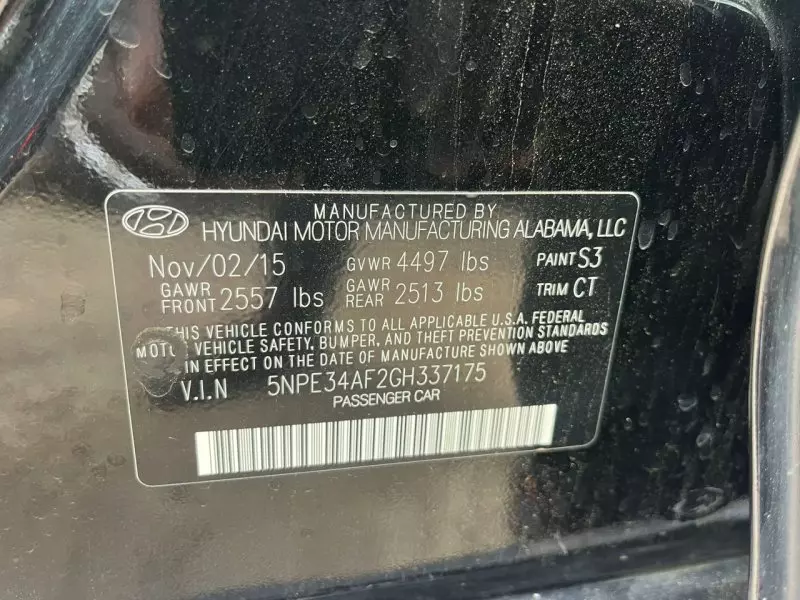 MANUFACTURED BY
HYUNDAI MOTOR MANUFACTURING ALABAMA, LLC
Nov/02/15 GVWR 4497 lbs PAINT S3
GAWR FRONT 2557 lbs GAWR REAR 2513 lbs TRIM CT
THIS VEHICLE CONFORMS TO ALL APPLICABLE U.S.A. FEDERAL
MOTO VEHICLE SAFETY, BUMPER, AND THEFT PREVENTION STANDARDS
IN EFFECT ON THE DATE OF MANUFACTURE SHOWN ABOVE
V.I.N 5NPE34AF2GH337175
PASSENGER CAR